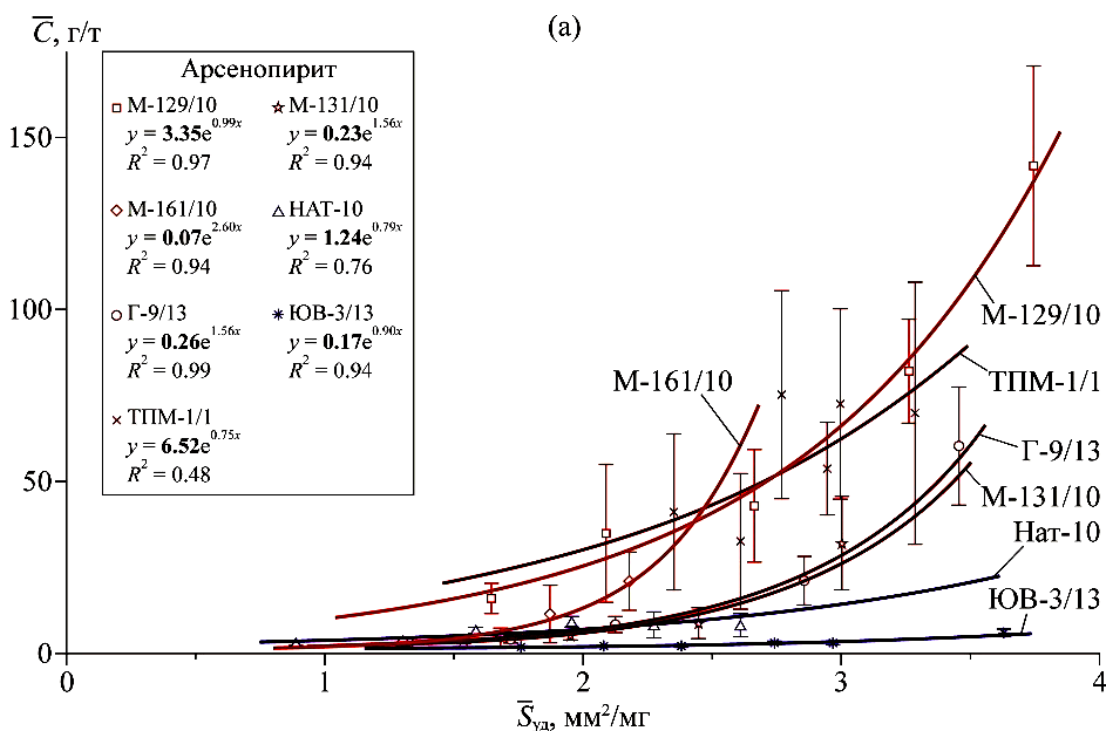 C̅, г/т
(а)
Арсенопирит
М-129/10
y = 3.35e^0.99x
R² = 0.97
М-131/10
y = 0.23e^1.56x
R² = 0.94
М-161/10
y = 0.07e^2.60x
R² = 0.94
НАТ-10
y = 1.24e^0.79x
R² = 0.76
Г-9/13
y = 0.26e^1.56x
R² = 0.99
ЮВ-3/13
y = 0.17e^0.90x
R² = 0.94
ТПМ-1/1
y = 6.52e^0.75x
R² = 0.48
150
100
50
0
М-161/10
М-129/10
ТПМ-1/1
Г-9/13
М-131/10
Нат-10
ЮВ-3/13
0 1 2 3 4
S̅уд, мм²/мг